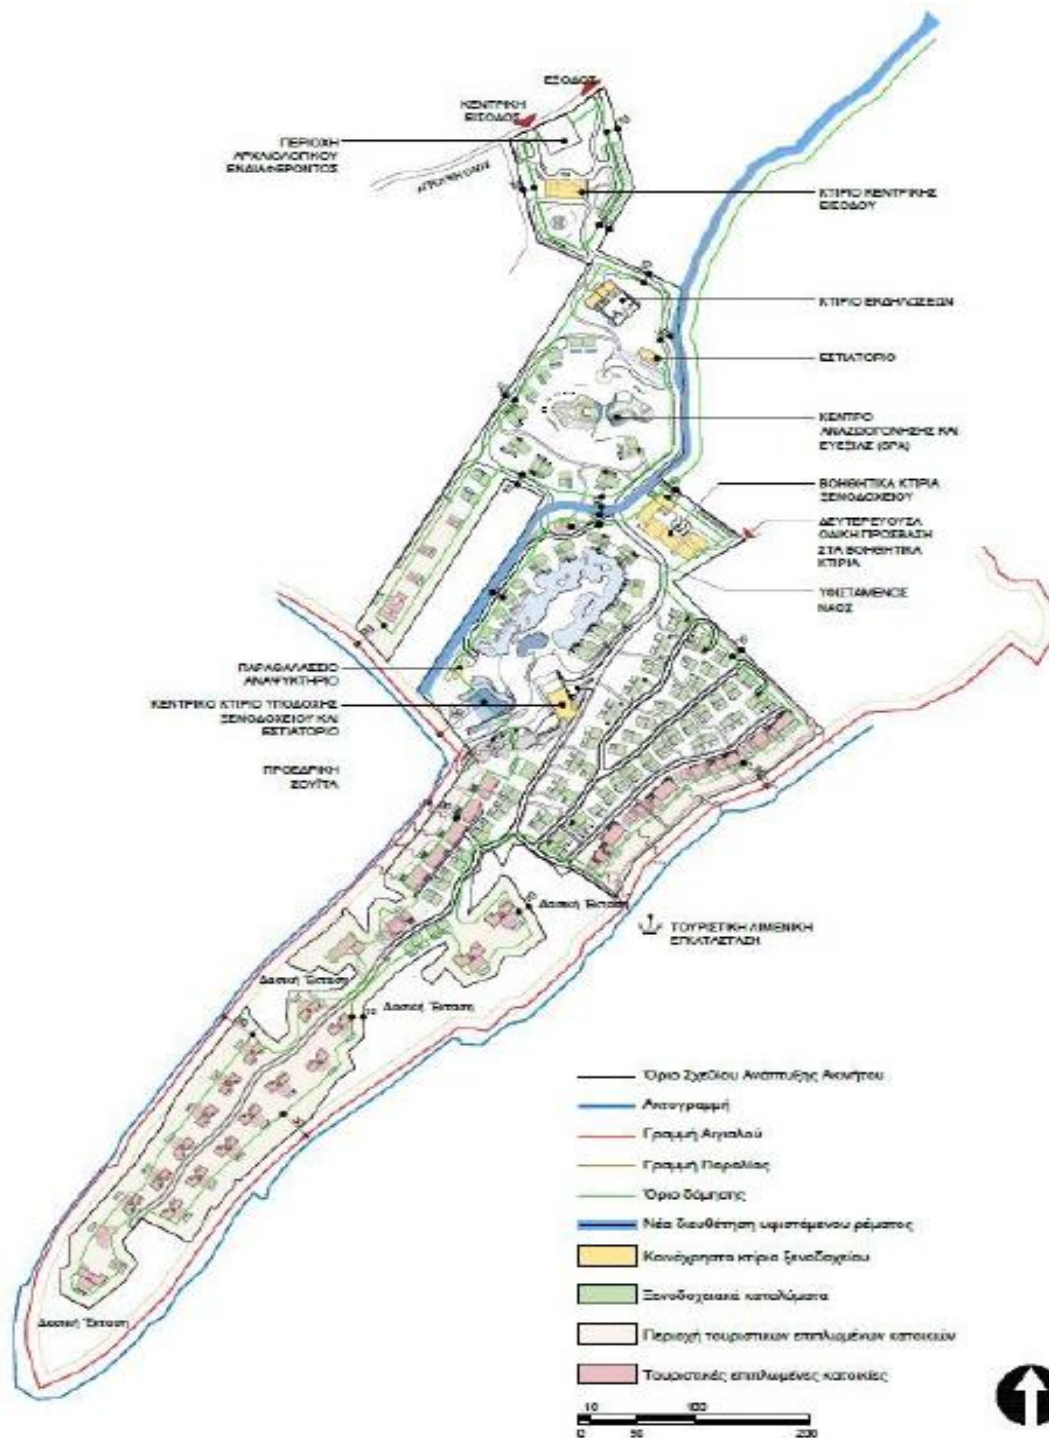 ΕΞΟΔΟΣ
ΚΕΝΤΡΙΚΗ
ΕΙΣΟΔΟΣ
ΠΕΡΙΟΧΗ
ΑΡΧΑΙΟΛΟΓΙΚΟΥ
ΕΝΔΙΑΦΕΡΟΝΤΟΣ
ΚΤΙΡΙΟ ΚΕΝΤΡΙΚΗΣ
ΕΙΣΟΔΟΥ
ΚΤΙΡΙΟ ΕΚΔΗΛΩΣΕΩΝ
ΕΣΤΙΑΤΟΡΙΟ
ΚΕΝΤΡΟ
ΑΝΑΖΩΟΓΟΝΗΣΗΣ ΚΑΙ
ΕΥΕΞΙΑΣ (SPA)
ΒΟΗΘΗΤΙΚΑ ΚΤΙΡΙΑ
ΞΕΝΟΔΟΧΕΙΟΥ
ΔΕΥΤΕΡΕΥΟΥΣΑ
ΟΔΙΚΗ ΠΡΟΣΒΑΣΗ
ΣΤΑ ΒΟΗΘΗΤΙΚΑ
ΚΤΙΡΙΑ
ΥΦΙΣΤΑΜΕΝΟΣ
ΝΑΟΣ
ΠΑΡΑΘΑΛΑΣΣΙΟ
ΑΝΑΨΥΚΤΗΡΙΟ
ΚΕΝΤΡΙΚΟ ΚΤΙΡΙΟ ΥΠΟΔΟΧΗΣ
ΞΕΝΟΔΟΧΕΙΟΥ ΚΑΙ
ΕΣΤΙΑΤΟΡΙΟ
ΠΡΟΕΔΡΙΚΗ
ΣΟΥΪΤΑ
Δασική Έκταση
ΤΟΥΡΙΣΤΙΚΗ ΛΙΜΕΝΙΚΗ
ΕΓΚΑΤΑΣΤΑΣΗ
Δασική Έκταση
Δασική Έκταση
Δασική Έκταση
Όριο Σχεδίου Ανάπτυξης Ακινήτου
Ακτογραμμή
Γραμμή Αιγιαλού
Γραμμή Παραλίας
Όριο δόμησης
Νέα διευθέτηση υφιστάμενου ρέματος
Κοινόχρηστα κτίρια ξενοδοχείου
Ξενοδοχειακά καταλύματα
Περιοχή τουριστικών επιπλωμένων κατοικιών
Τουριστικές επιπλωμένες κατοικίες
10 100
0 50 200